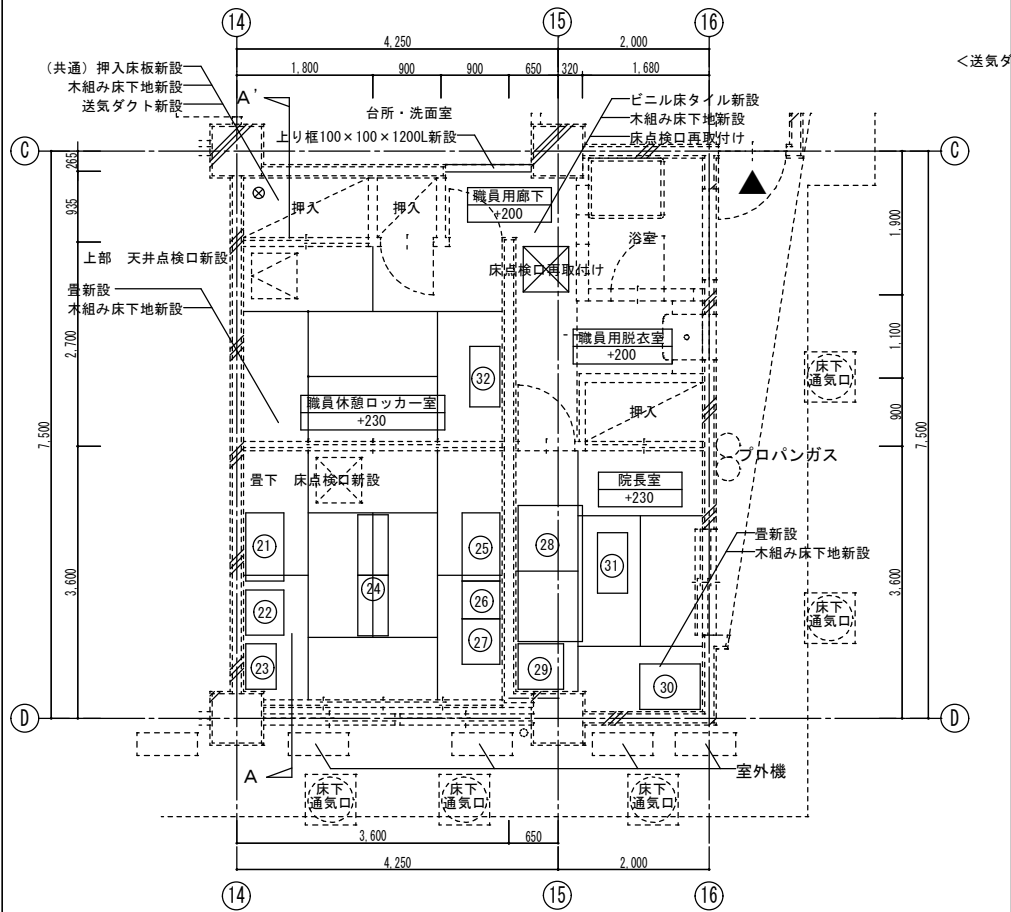 14
15
16
4,250
2,000
1,800
900
900
650
320
1,680
<送気ダ
(共通) 押入床板新設
木組み床下地新設
送気ダクト新設
A'
台所・洗面室
上り框100×100×1200L新設
ビニル床タイル新設
木組み床下地新設
床点検口再取付け
C
C
265
935
2,700
3,600
7,500
1,900
1,100
900
3,600
7,500
押入
押入
職員用廊下
+200
浴室
上部 天井点検口新設
床点検口再取付け
畳新設
木組み床下地新設
職員用脱衣室
+200
床下
通気口
32
職員休憩ロッカー室
+230
押入
プロパンガス
畳下 床点検口新設
院長室
+230
畳新設
木組み床下地新設
21
22
23
24
25
26
27
28
29
30
31
床下
通気口
D
D
A
室外機
床下
通気口
床下
通気口
床下
通気口
3,600
650
4,250
2,000
14
15
16